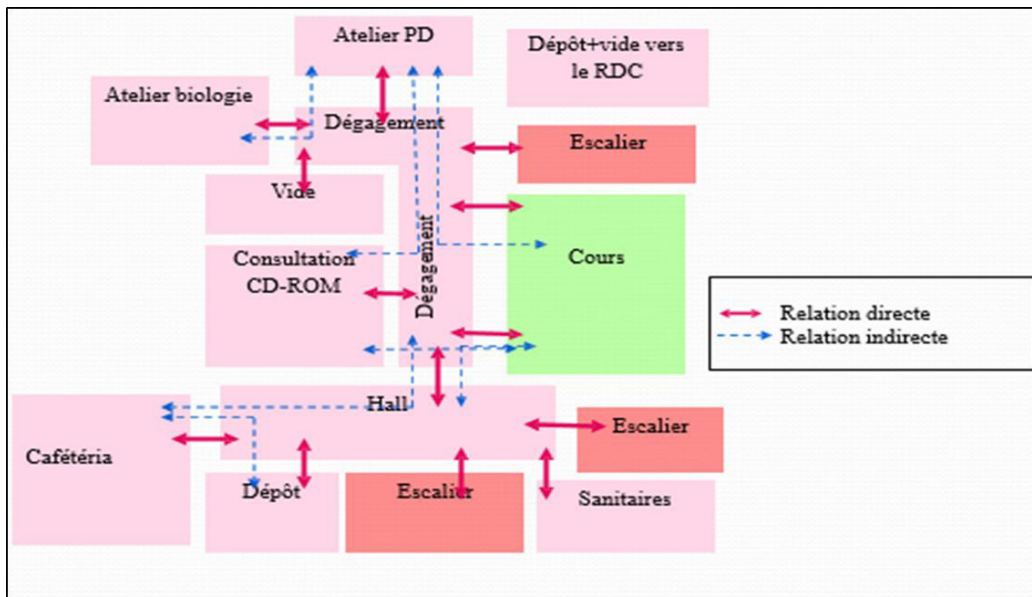 Atelier PD
Dépôt+vide vers
le RDC
Atelier biologie
Dégagement
Escalier
Vide
Consultation
CD-ROM
Dégagement
Cours
Relation directe
Relation indirecte
Hall
Escalier
Cafétéria
Dépôt
Escalier
Sanitaires